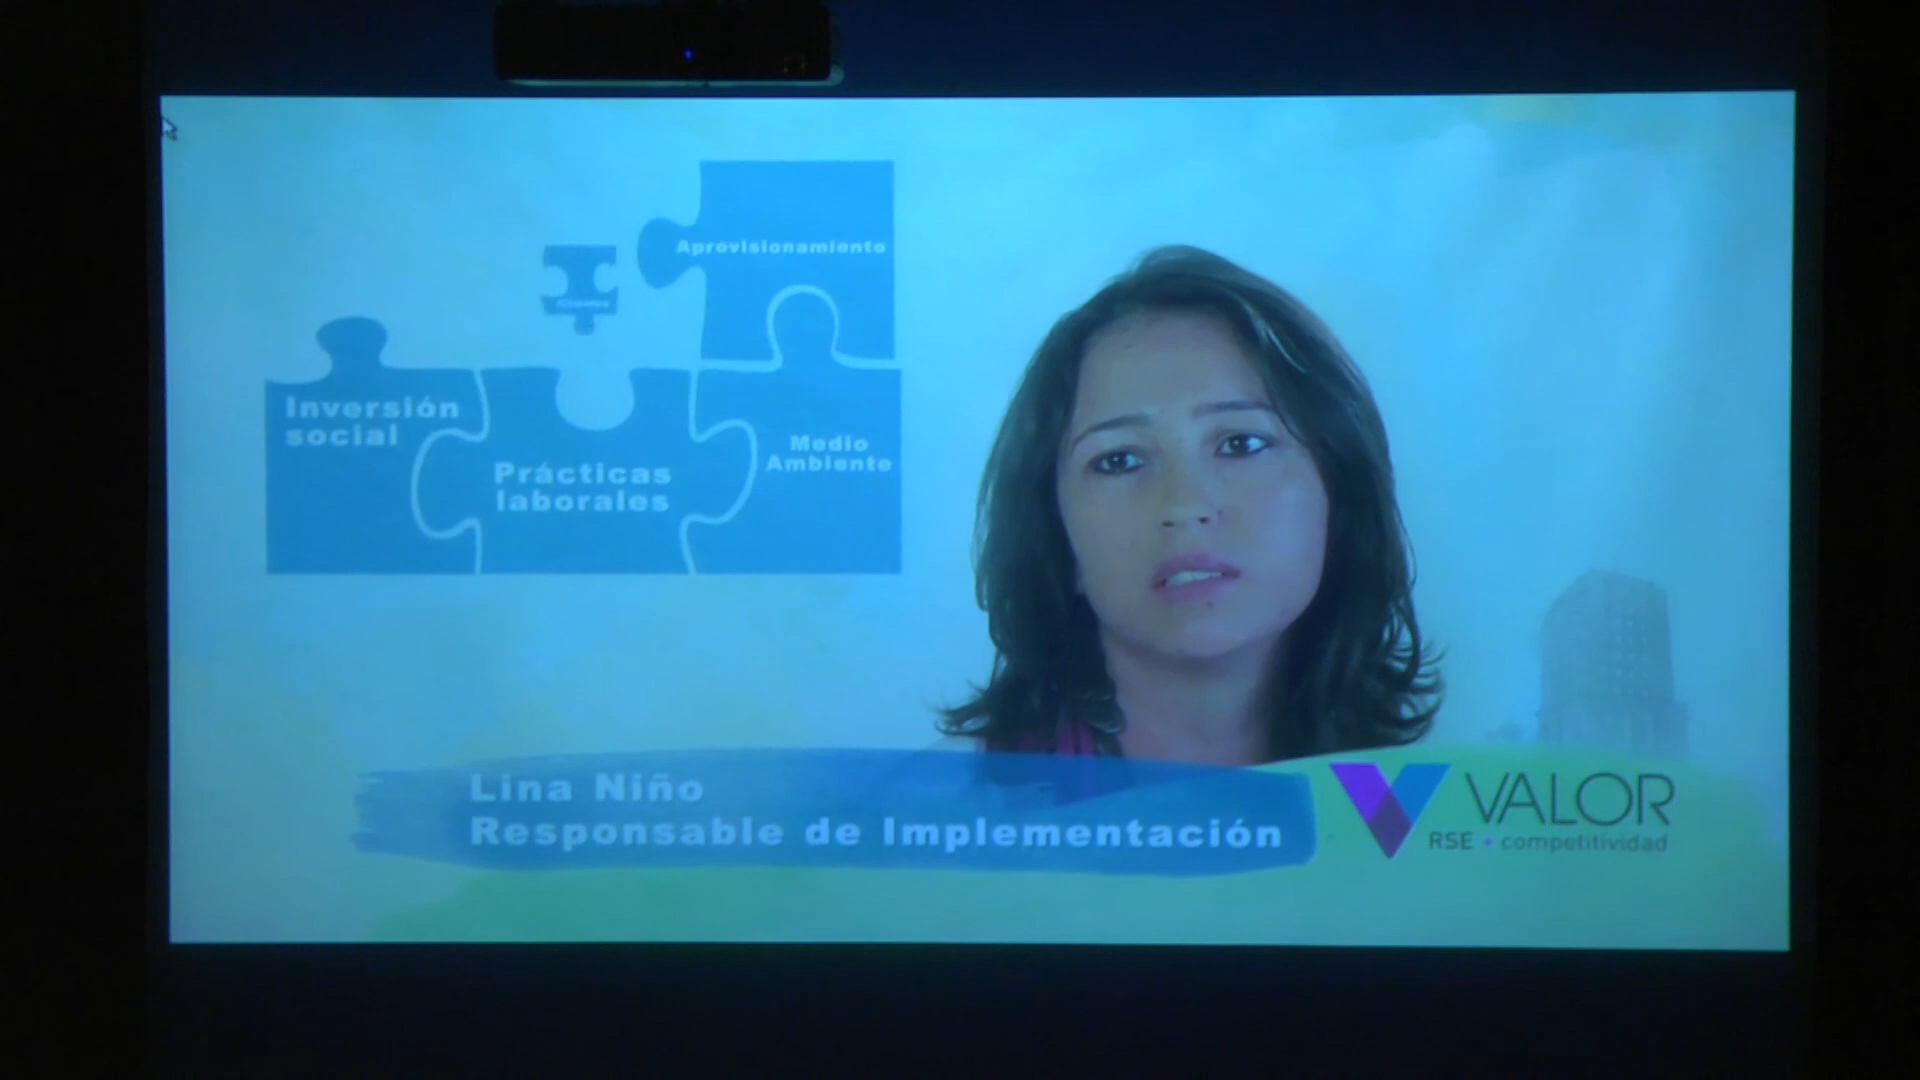 Aprovisionamiento
Inversión
social
Prácticas
laborales
Medio
Ambiente
Lina Niño
Responsable de Implementación
VALOR
RSE • competitividad